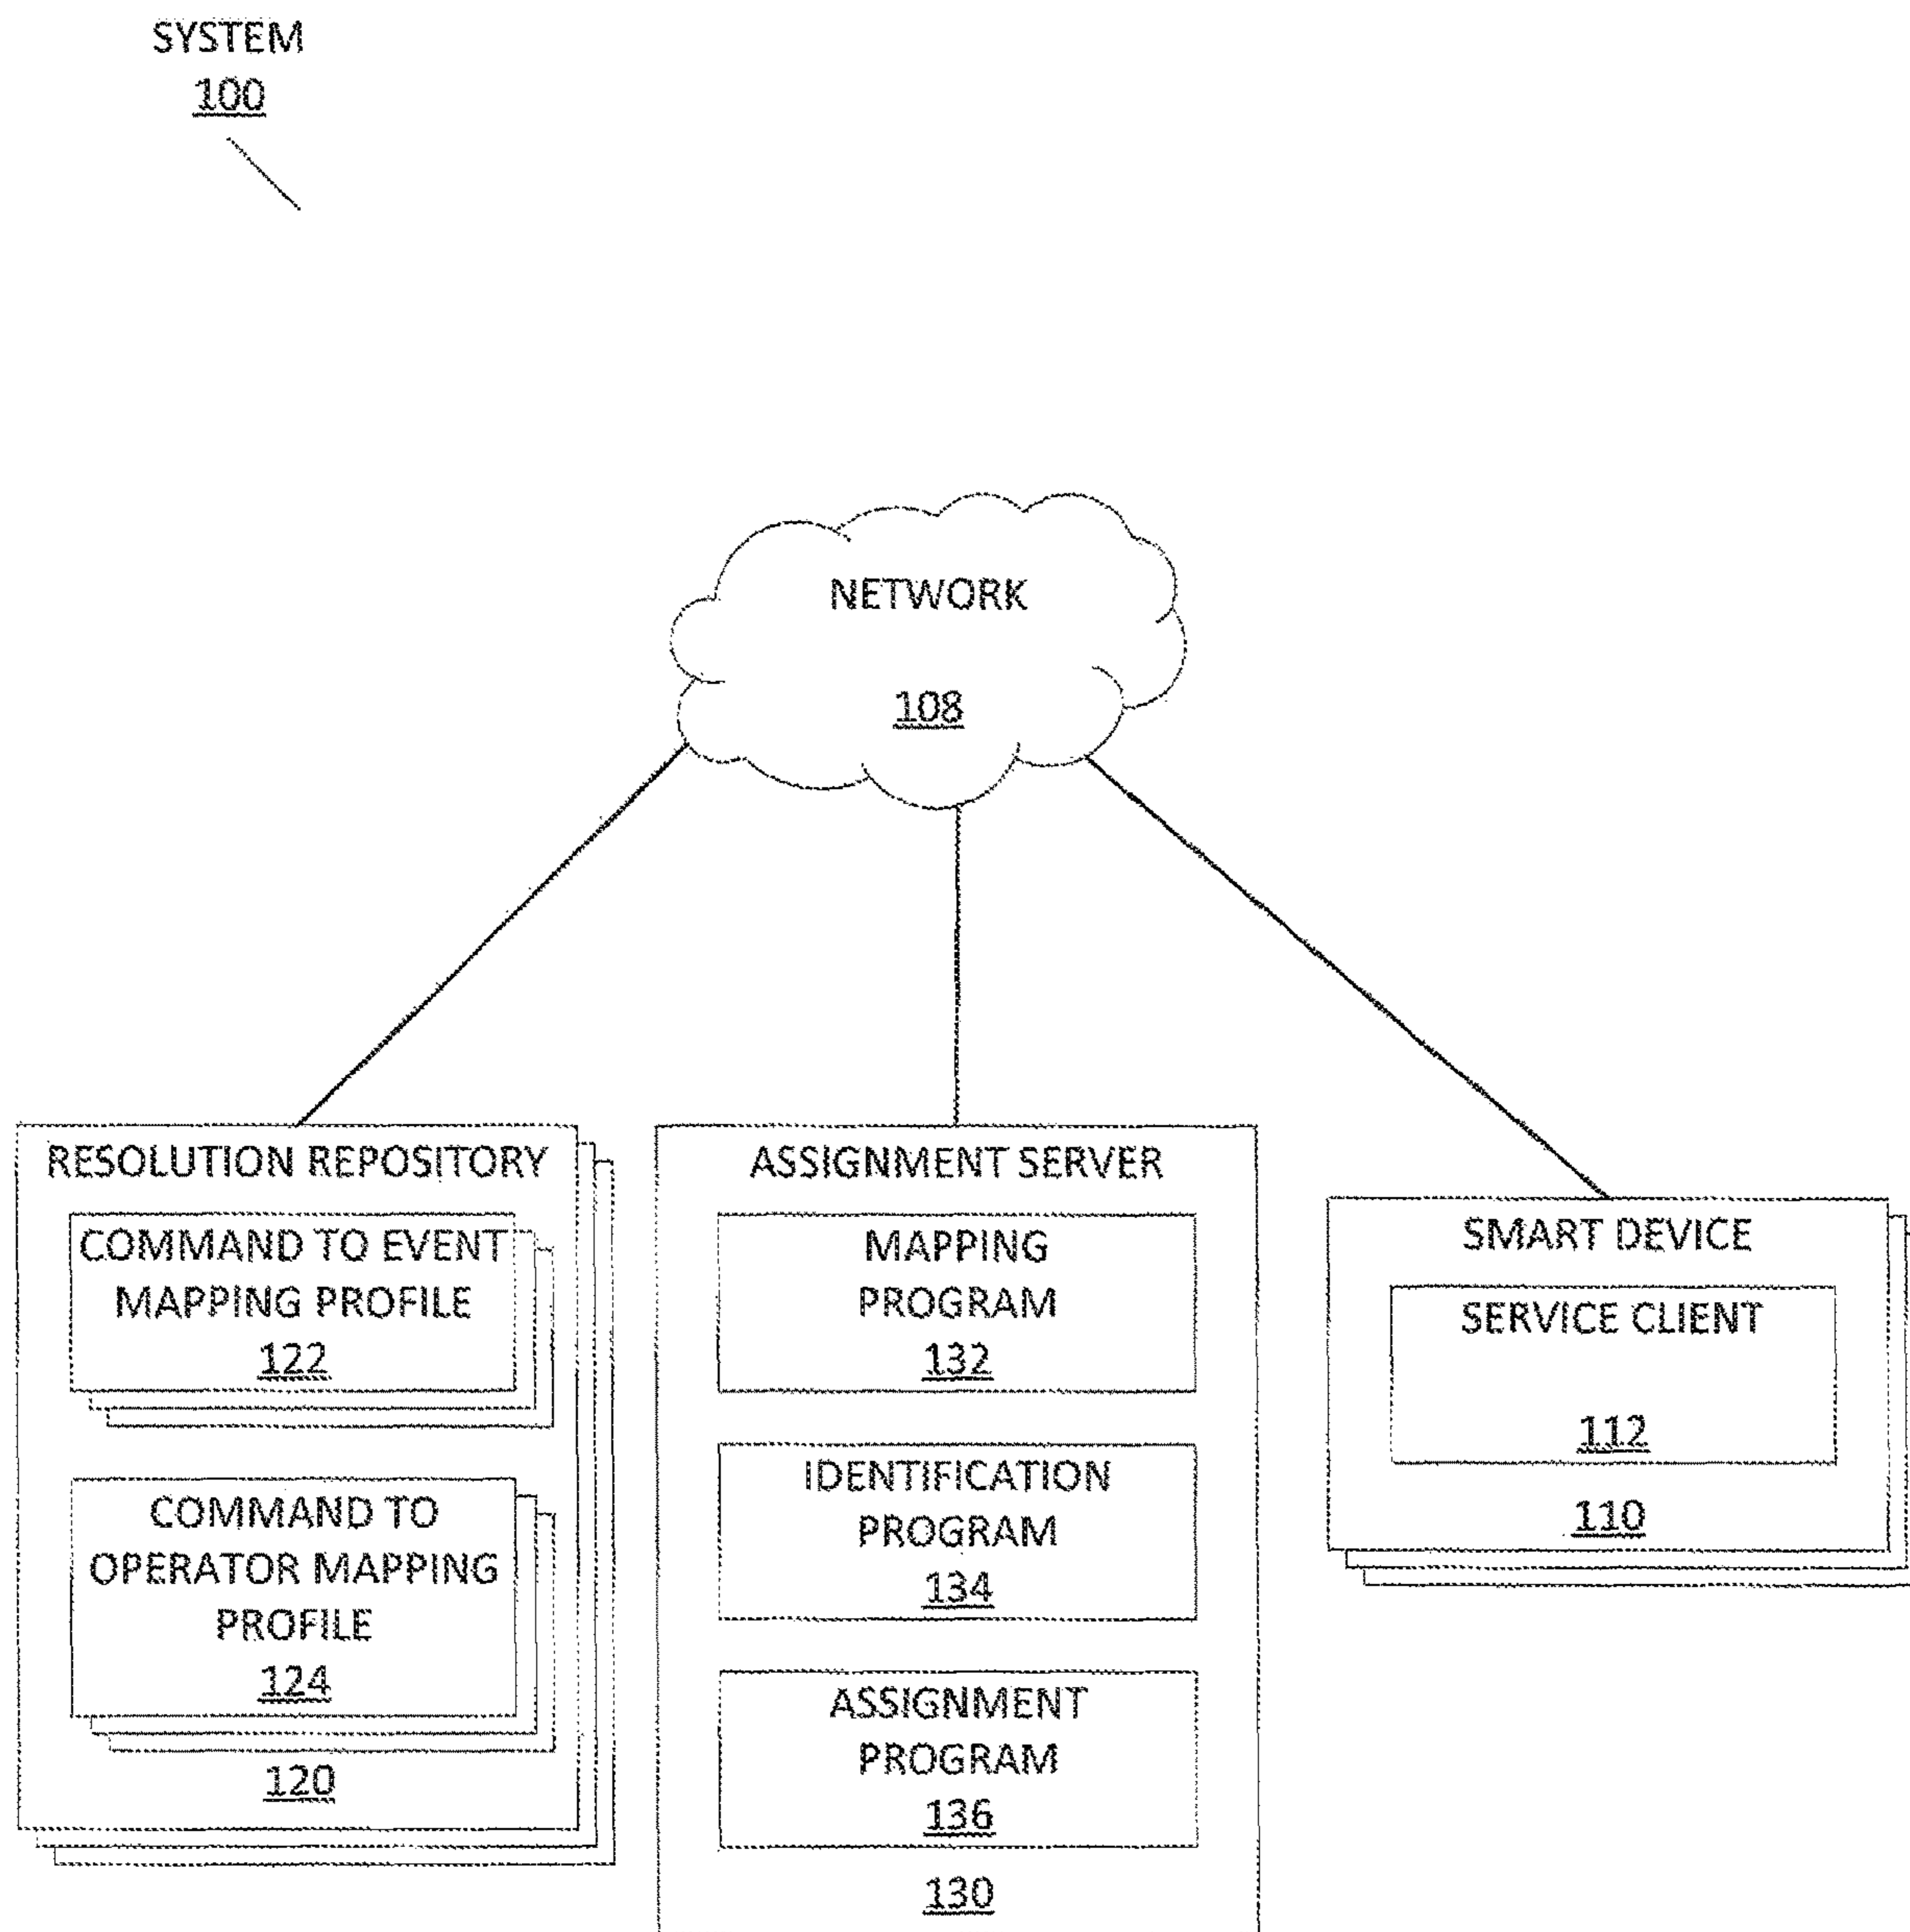 SYSTEM
100
NETWORK
108
RESOLUTION REPOSITORY
COMMAND TO EVENT
MAPPING PROFILE
122
COMMAND TO
OPERATOR MAPPING
PROFILE
124
120
ASSIGNMENT SERVER
MAPPING
PROGRAM
132
IDENTIFICATION
PROGRAM
134
ASSIGNMENT
PROGRAM
136
130
SMART DEVICE
SERVICE CLIENT
112
110